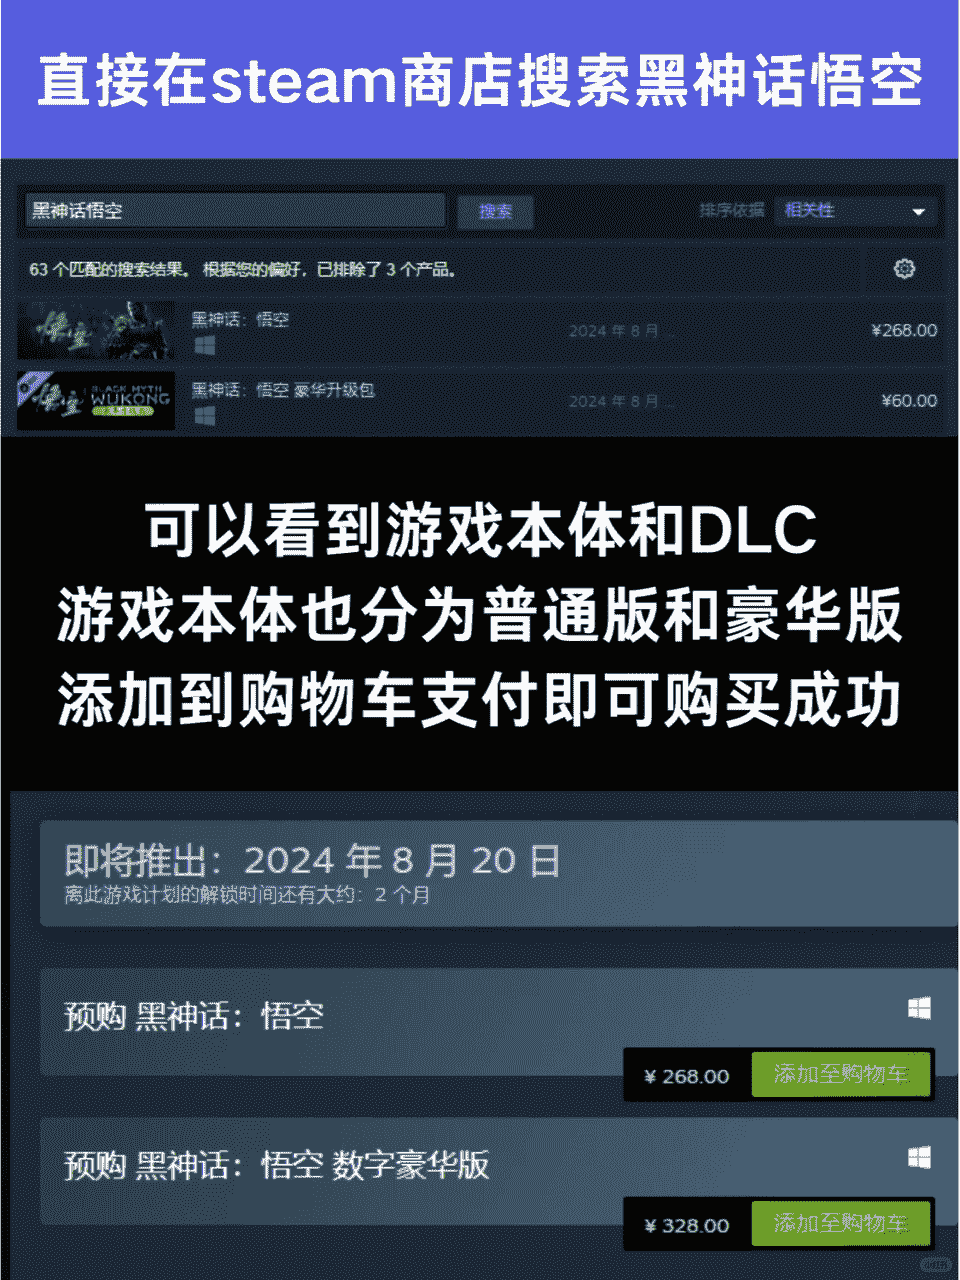 直接在steam商店搜索黑神话悟空
黑神话悟空
搜索
排序依据
相关性
63 个匹配的搜索结果。 根据您的偏好，已排除了 3 个产品。
悟空
黑神话：悟空
2024 年 8 月 ...
¥268.00
悟空
BLACK MYTH
WUKONG
黑神话：悟空 豪华升级包
2024 年 8 月 ...
¥60.00
可以看到游戏本体和DLC
游戏本体也分为普通版和豪华版
添加到购物车支付即可购买成功
即将推出：2024 年 8 月 20 日
离此游戏计划的解锁时间还有大约：2 个月
预购 黑神话：悟空
¥ 268.00
添加至购物车
预购 黑神话：悟空 数字豪华版
¥ 328.00
添加至购物车
小红书